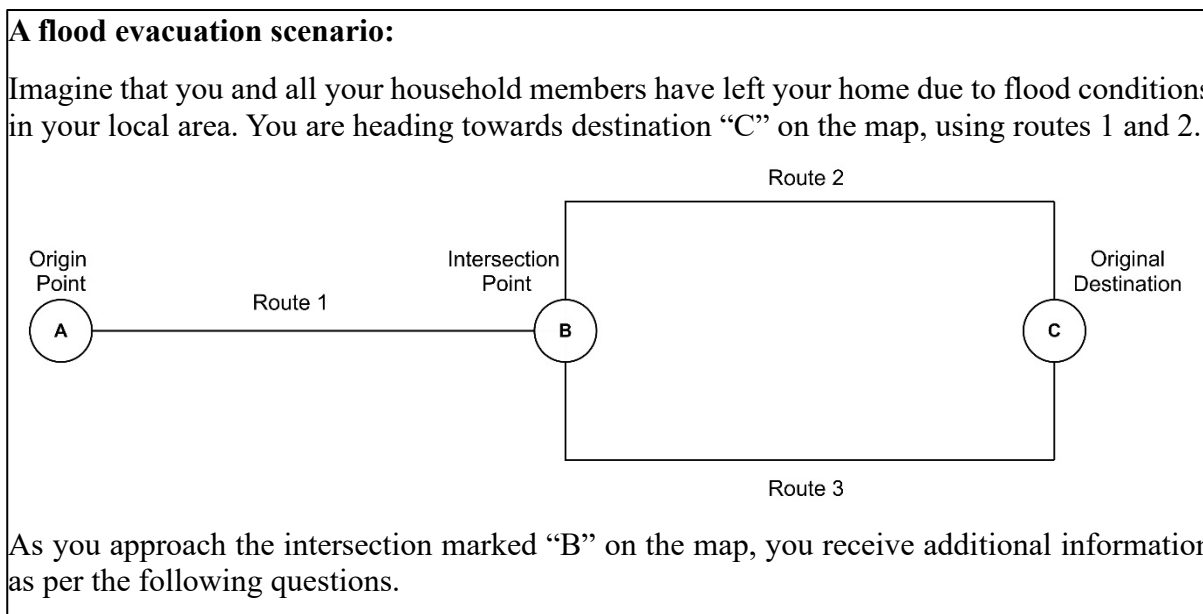 A flood evacuation scenario:
Imagine that you and all your household members have left your home due to flood conditions
in your local area. You are heading towards destination “C” on the map, using routes 1 and 2.
Route 2
Origin
Point
Intersection
Point
Original
Destination
Route 1
A
B
C
Route 3
As you approach the intersection marked “B” on the map, you receive additional information
as per the following questions.